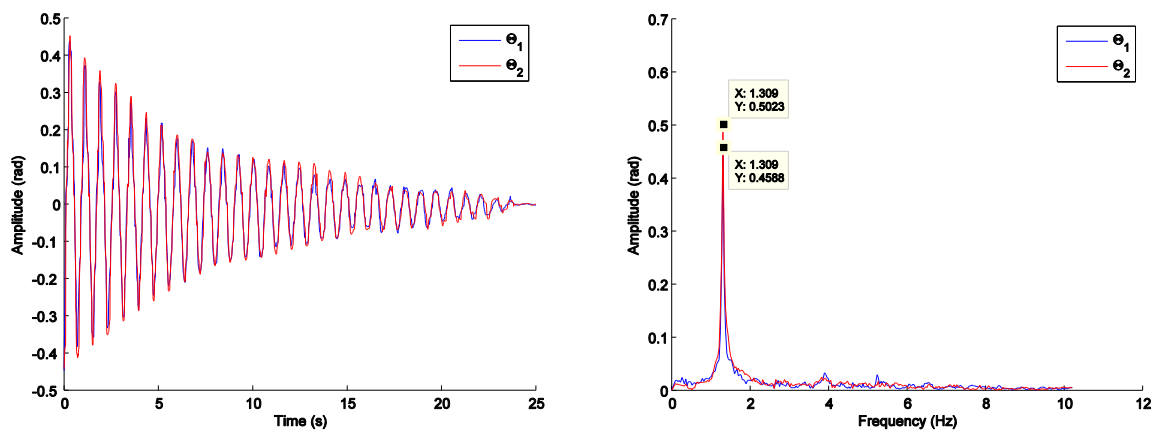 0.5
0.4
0.3
0.2
0.1
0
-0.1
-0.2
-0.3
-0.4
-0.5
Amplitude (rad)
0 5 10 15 20 25
Time (s)
Θ1
Θ2
0.7
0.6
0.5
0.4
0.3
0.2
0.1
0
Amplitude (rad)
0 2 4 6 8 10 12
Frequency (Hz)
X: 1.309
Y: 0.5023
X: 1.309
Y: 0.4588
Θ1
Θ2